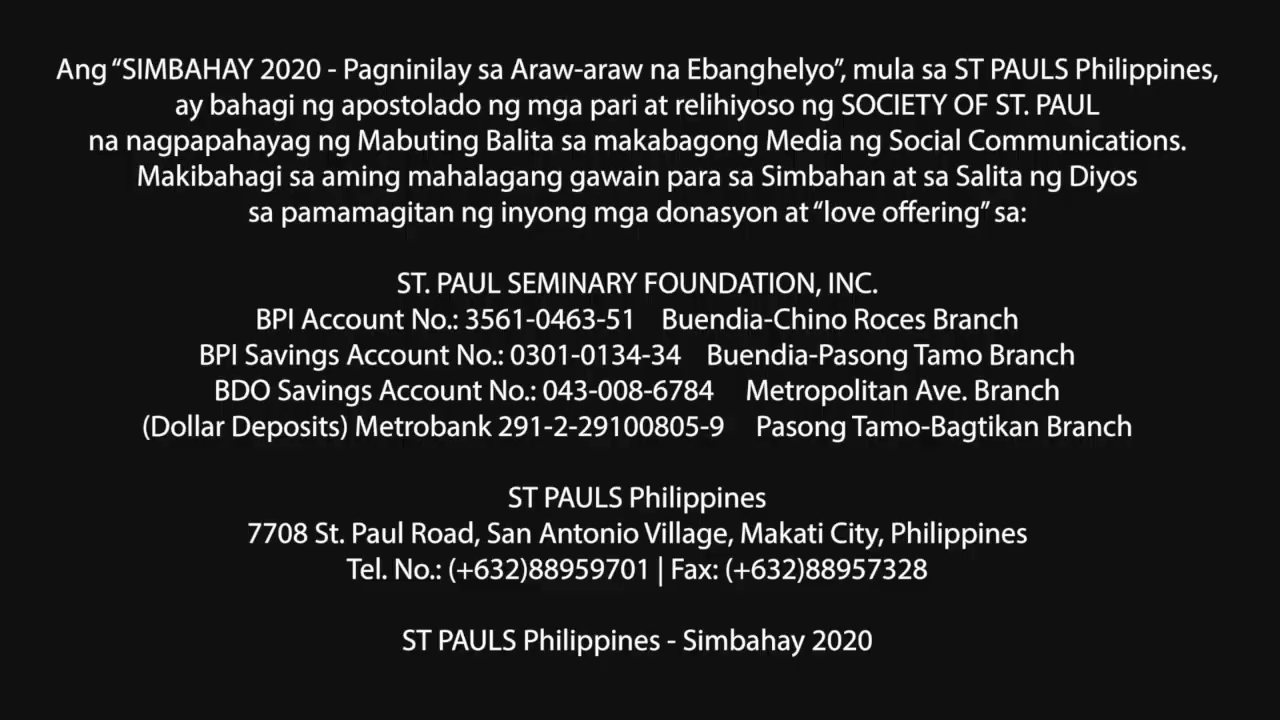 Ang “SIMBAHAY 2020 - Pagninilay sa Araw-araw na Ebanghelyo”, mula sa ST PAULS Philippines,
ay bahagi ng apostolado ng mga pari at relihiyoso ng SOCIETY OF ST. PAUL
na nagpapahayag ng Mabuting Balita sa makabagong Media ng Social Communications.
Makibahagi sa aming mahalagang gawain para sa Simbahan at sa Salita ng Diyos
sa pamamagitan ng inyong mga donasyon at “love offering” sa:
ST. PAUL SEMINARY FOUNDATION, INC.
BPI Account No.: 3561-0463-51 Buendia-Chino Roces Branch
BPI Savings Account No.: 0301-0134-34 Buendia-Pasong Tamo Branch
BDO Savings Account No.: 043-008-6784 Metropolitan Ave. Branch
(Dollar Deposits) Metrobank 291-2-29100805-9 Pasong Tamo-Bagtikan Branch
ST PAULS Philippines
7708 St. Paul Road, San Antonio Village, Makati City, Philippines
Tel. No.: (+632)88959701 | Fax: (+632)88957328
ST PAULS Philippines - Simbahay 2020